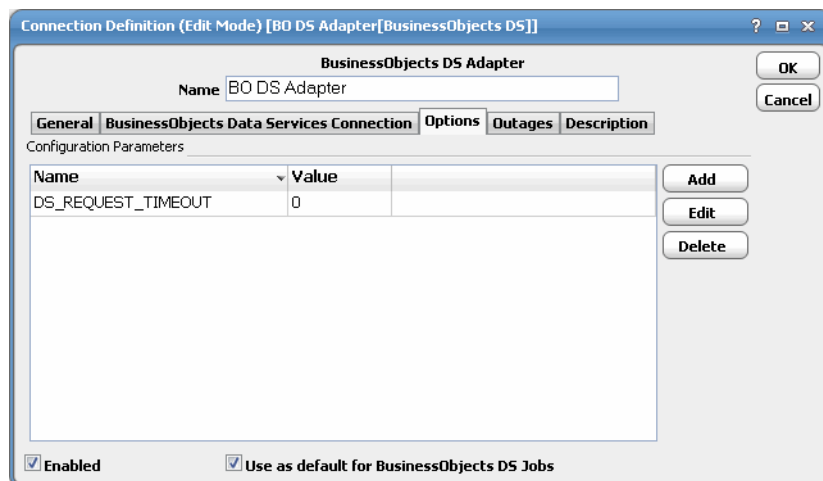 Connection Definition (Edit Mode) [BO DS Adapter[BusinessObjects DS]] ?
BusinessObjects DS Adapter
Name BO DS Adapter
OK
Cancel
General BusinessObjects Data Services Connection Options Outages Description
Configuration Parameters
Name Value
DS_REQUEST_TIMEOUT 0
Add
Edit
Delete
Enabled Use as default for BusinessObjects DS Jobs